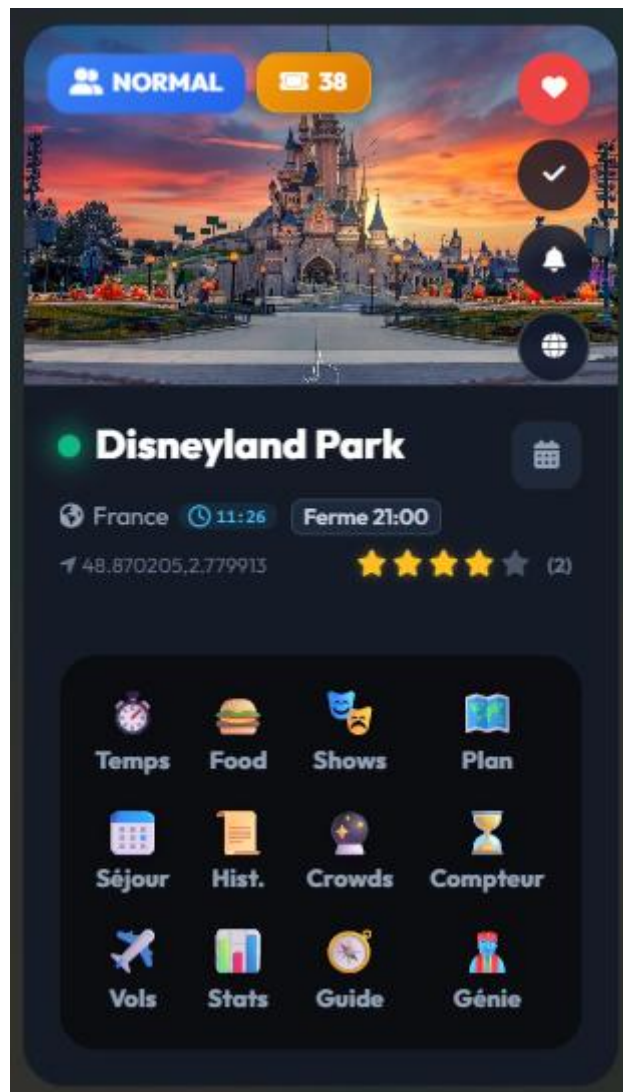 NORMAL 38
Disneyland Park
France 11:26 Ferme 21:00
48.870205,2.779913 (2)
Temps Food Shows Plan
Séjour Hist. Crowds Compteur
Vols Stats Guide Génie